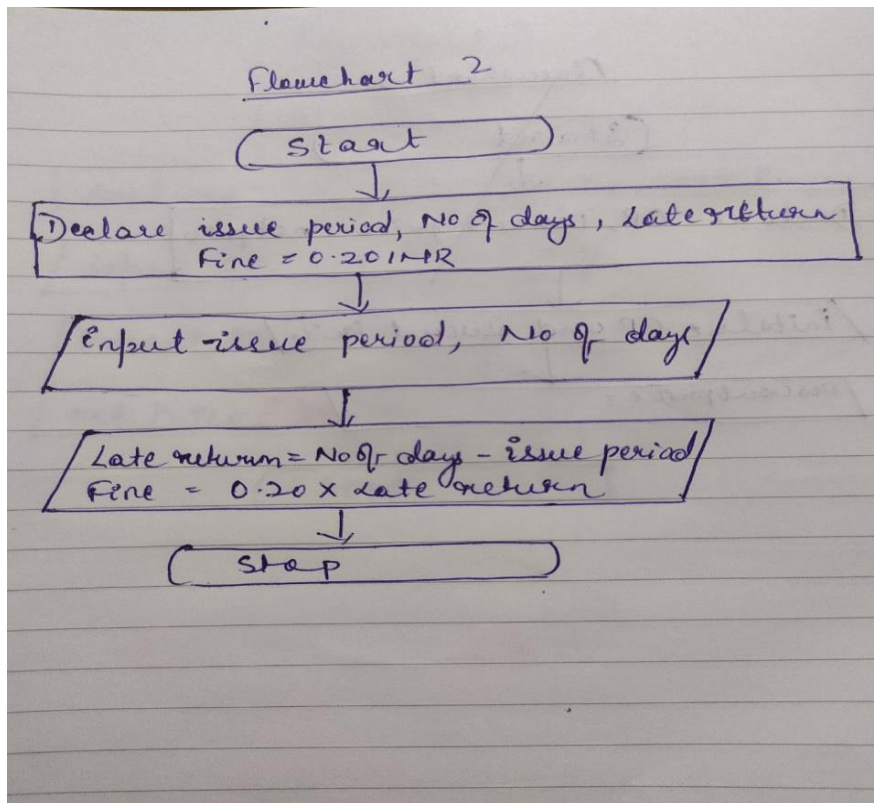 Flowchart 2
Start
Declare issue period, No of days, Late return
Fine = 0.20 INR
input issue period, No of days
Late return = No of days - issue period
Fine = 0.20 x Late return
Stop